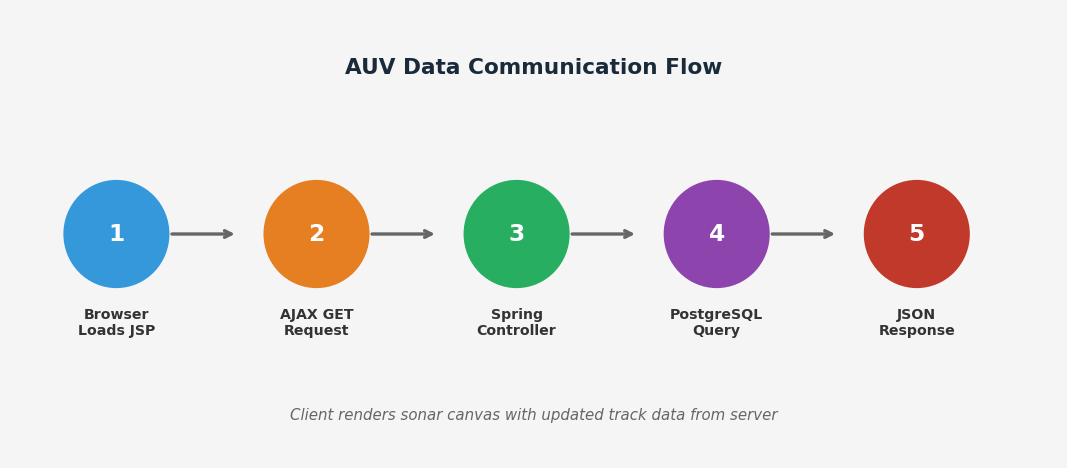 AUV Data Communication Flow
1
2
3
4
5
Browser
Loads JSP
AJAX GET
Request
Spring
Controller
PostgreSQL
Query
JSON
Response
Client renders sonar canvas with updated track data from server